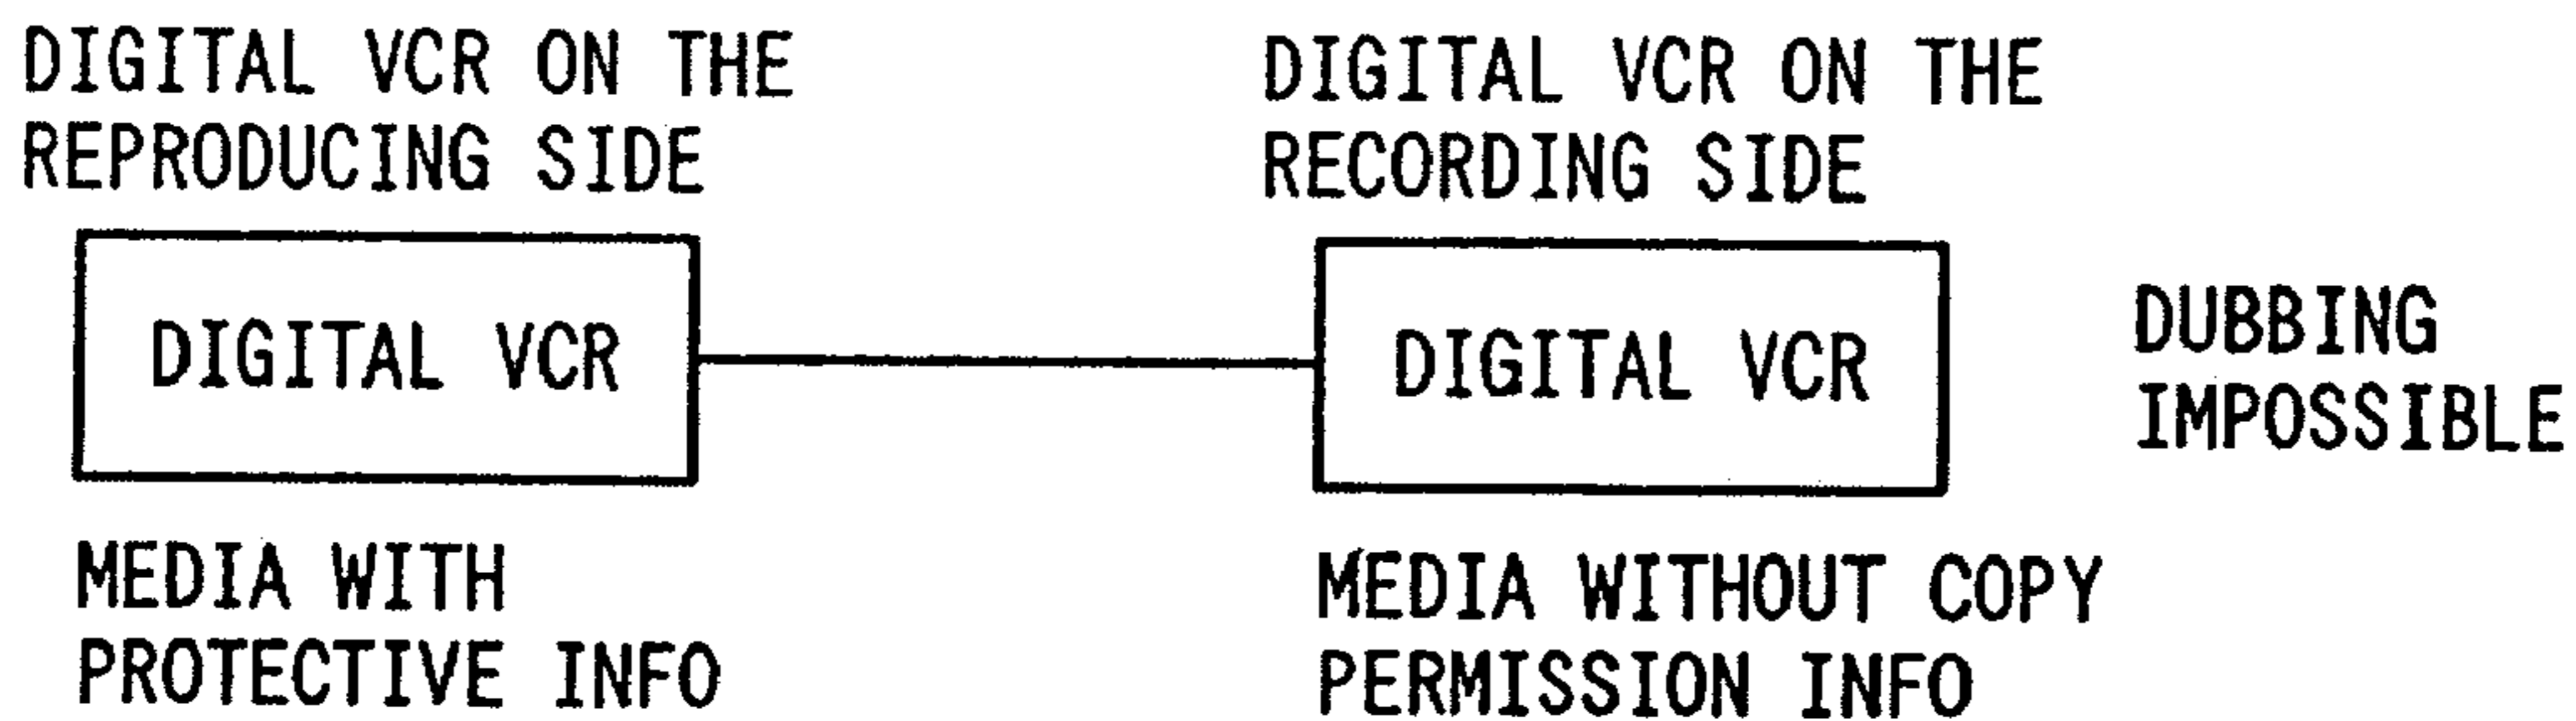 DIGITAL VCR ON THE
REPRODUCING SIDE
DIGITAL VCR
MEDIA WITH
PROTECTIVE INFO
DIGITAL VCR ON THE
RECORDING SIDE
DIGITAL VCR
MEDIA WITHOUT COPY
PERMISSION INFO
DUBBING
IMPOSSIBLE